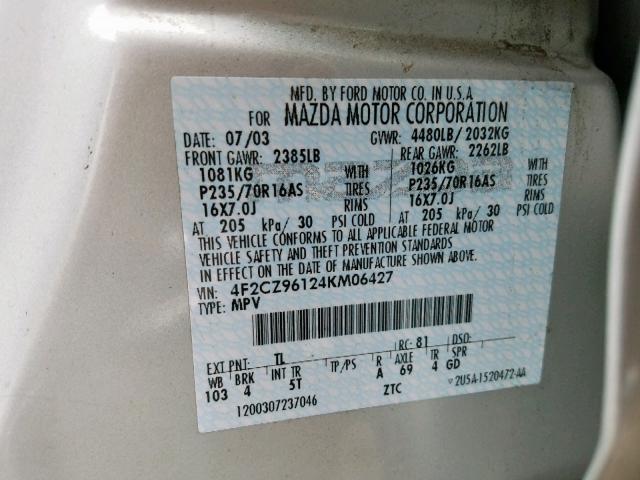 MFD. BY FORD MOTOR CO. IN U.S.A
FOR MAZDA MOTOR CORPORATION
DATE: 07/03 GVWR: 4480LB/ 2032KG
FRONT GAWR: 2385LB REAR GAWR: 2262LB
1081KG WITH 1026KG WITH
P235/70R16AS TIRES P235/70R16AS TIRES
16X7.0J RIMS 16X7.0J RIMS
AT 205 kPa/ 30 PSI COLD AT 205 kPa/ 30 PSI COLD
THIS VEHICLE CONFORMS TO ALL APPLICABLE FEDERAL MOTOR
VEHICLE SAFETY AND THEFT PREVENTION STANDARDS
IN EFFECT ON THE DATE OF MANUFACTURE SHOWN ABOVE.
VIN: 4F2CZ96124KM06427
TYPE: MPV
EXT PNT: TL RC: 81 DSO:
WB BRK INT TR TP/PS R AXLE TR SPR
103 4 5T A 69 4 GD
1200307237046 ZTC 2U5A-1520472-AA